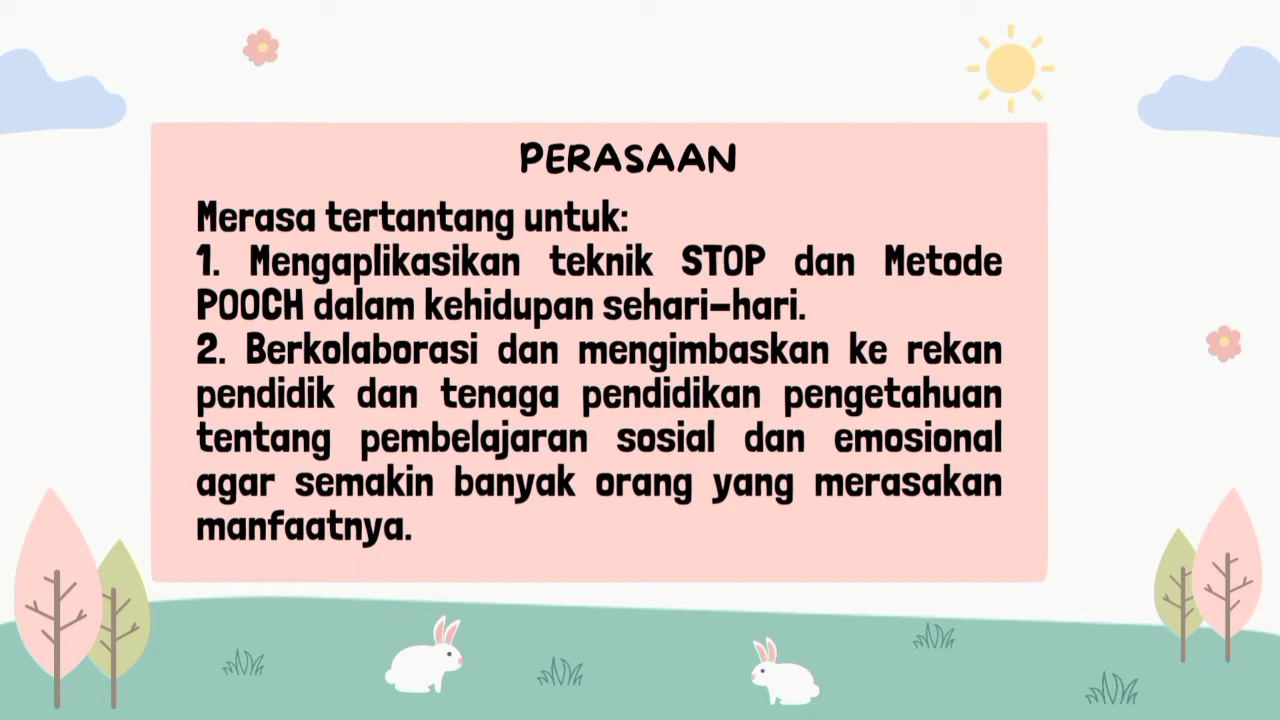 PERASAAN
Merasa tertantang untuk:
1. Mengaplikasikan teknik STOP dan Metode
POOCH dalam kehidupan sehari-hari.
2. Berkolaborasi dan mengimbaskan ke rekan
pendidik dan tenaga pendidikan pengetahuan
tentang pembelajaran sosial dan emosional
agar semakin banyak orang yang merasakan
manfaatnya.